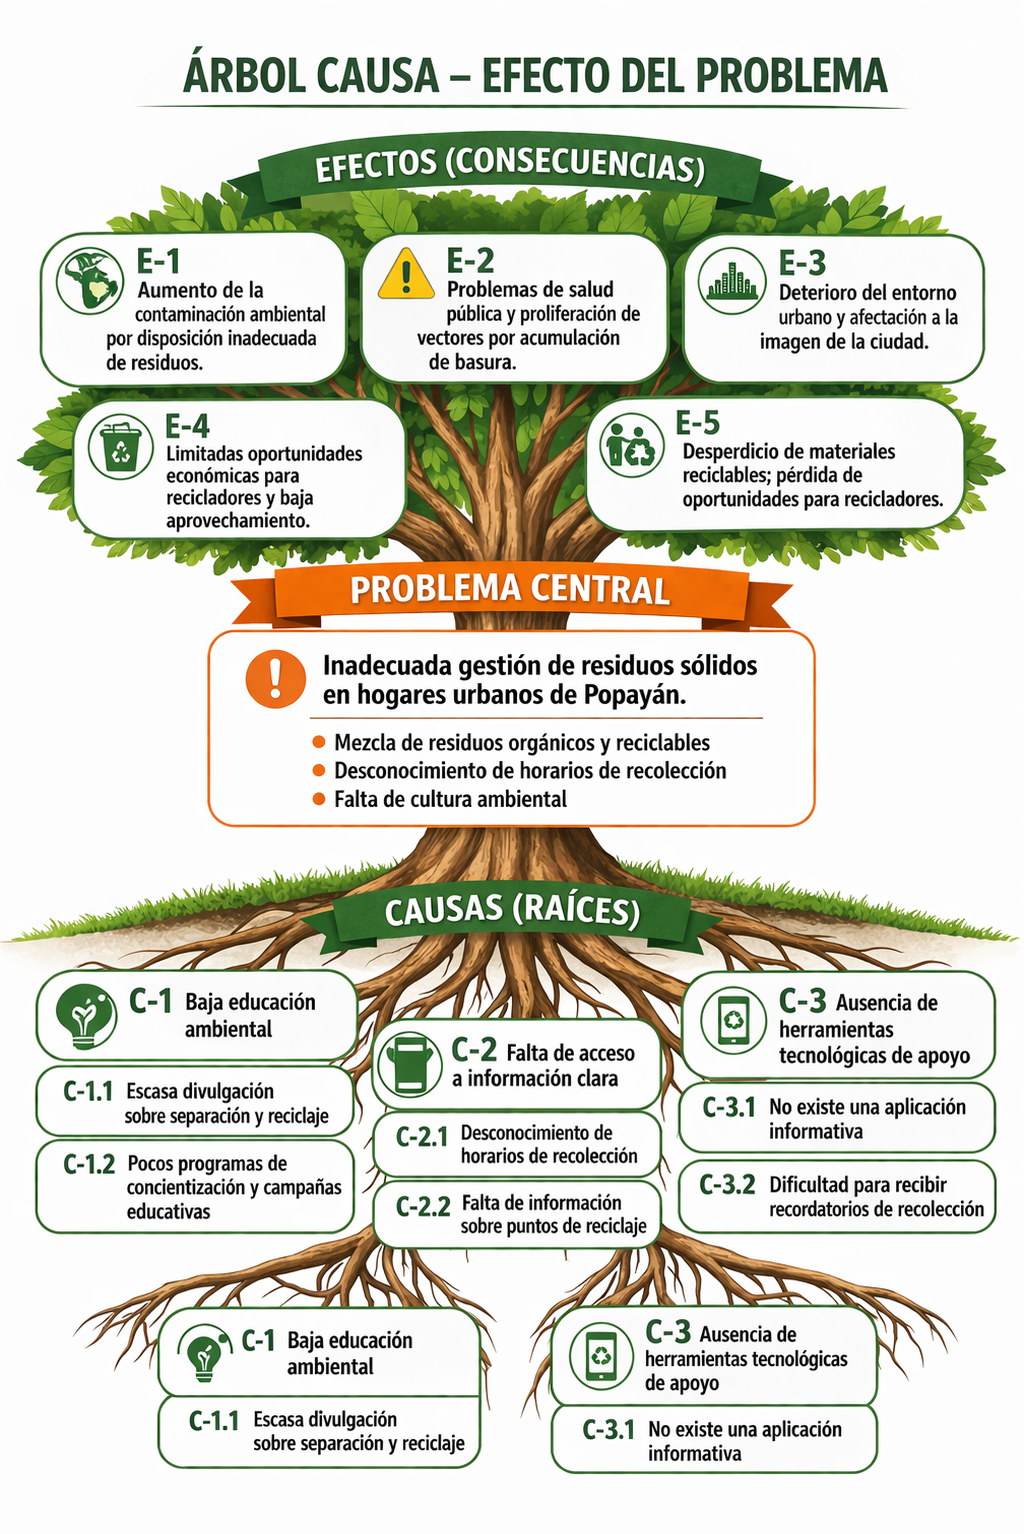 ÁRBOL CAUSA – EFECTO DEL PROBLEMA
EFECTOS (CONSECUENCIAS)
E-1
Aumento de la
contaminación ambiental
por disposición inadecuada
de residuos.
E-2
Problemas de salud
pública y proliferación de
vectores por acumulación
de basura.
E-3
Deterioro del entorno
urbano y afectación a la
imagen de la ciudad.
E-4
Limitadas oportunidades
económicas para
recicladores y baja
aprovechamiento.
E-5
Desperdicio de materiales
reciclables; pérdida de
oportunidades para recicladores.
PROBLEMA CENTRAL
Inadecuada gestión de residuos sólidos
en hogares urbanos de Popayán.
• Mezcla de residuos orgánicos y reciclables
• Desconocimiento de horarios de recolección
• Falta de cultura ambiental
CAUSAS (RAÍCES)
C-1 Baja educación
ambiental
C-1.1 Escasa divulgación
sobre separación y reciclaje
C-1.2 Pocos programas de
concientización y campañas
educativas
C-2 Falta de acceso
a información clara
C-2.1 Desconocimiento de
horarios de recolección
C-2.2 Falta de información
sobre puntos de reciclaje
C-3 Ausencia de
herramientas
tecnológicas de apoyo
C-3.1 No existe una aplicación
informativa
C-3.2 Dificultad para recibir
recordatorios de recolección
C-1 Baja educación
ambiental
C-1.1 Escasa divulgación
sobre separación y reciclaje
C-3 Ausencia de
herramientas tecnológicas
de apoyo
C-3.1 No existe una aplicación
informativa